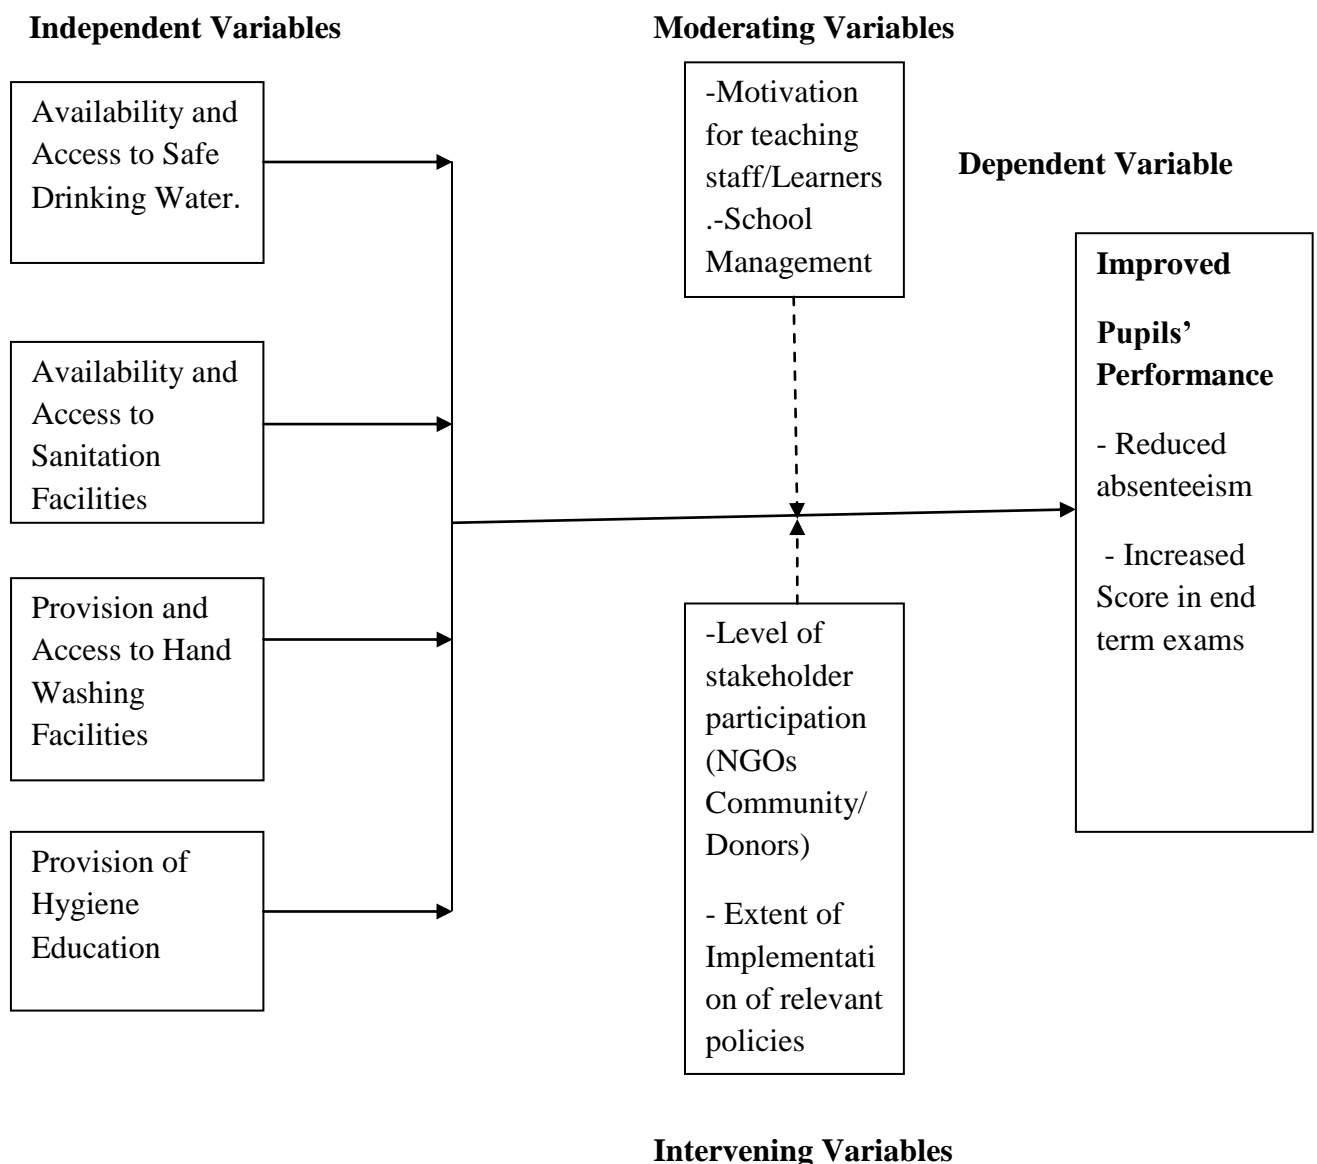 Independent Variables
Moderating Variables
Availability and
Access to Safe
Drinking Water.
-Motivation
for teaching
staff/Learners
.-School
Management
Dependent Variable
Improved
Pupils’
Performance
- Reduced
absenteeism
- Increased
Score in end
term exams
Availability and
Access to
Sanitation
Facilities
Provision and
Access to Hand
Washing
Facilities
-Level of
stakeholder
participation
(NGOs
Community/
Donors)
- Extent of
Implementati
on of relevant
policies
Provision of
Hygiene
Education
Intervening Variables